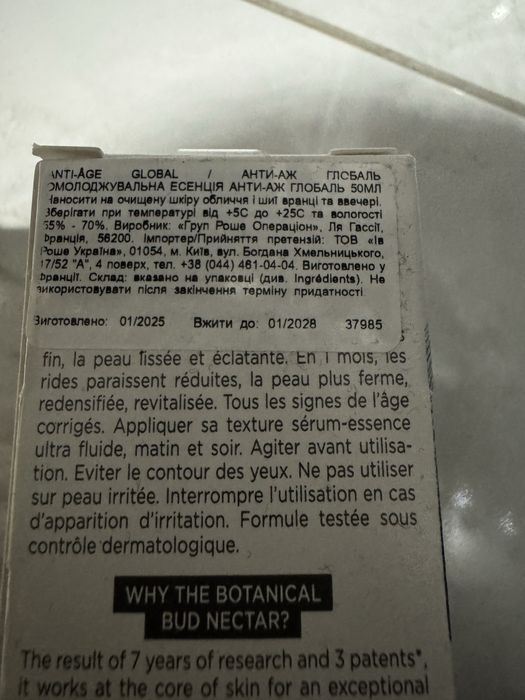 ANTI-ÂGE GLOBAL / АНТИ-АЖ ГЛОБАЛЬ
ОМОЛОДЖУВАЛЬНА ЕСЕНЦІЯ АНТИ-АЖ ГЛОБАЛЬ 50МЛ
Наносити на очищену шкіру обличчя і шиї вранці та ввечері.
Зберігати при температурі від +5С до +25С та вологості
55% - 70%. Виробник: «Груп Роше Операціон», Ля Гассії,
Франція, 56200. Імпортер/Прийняття претензій: ТОВ «Ів
Роше Україна», 01054, м. Київ, вул. Богдана Хмельницького,
17/52 "А", 4 поверх, тел. +38 (044) 461-04-04. Виготовлено у
Франції. Склад: вказано на упаковці (див. Ingrédients). Не
використовувати після закінчення терміну придатності.
Виготовлено: 01/2025 Вжити до: 01/2028 37985
fin, la peau lissée et éclatante. En 1 mois, les
rides paraissent réduites, la peau plus ferme,
redensifiée, revitalisée. Tous les signes de l'âge
corrigés. Appliquer sa texture sérum-essence
ultra fluide, matin et soir. Agiter avant utilisa-
tion. Eviter le contour des yeux. Ne pas utiliser
sur peau irritée. Interrompre l'utilisation en cas
d'apparition d'irritation. Formule testée sous
contrôle dermatologique.
WHY THE BOTANICAL
BUD NECTAR?
The result of 7 years of research and 3 patents*,
it works at the core of skin for an exceptional